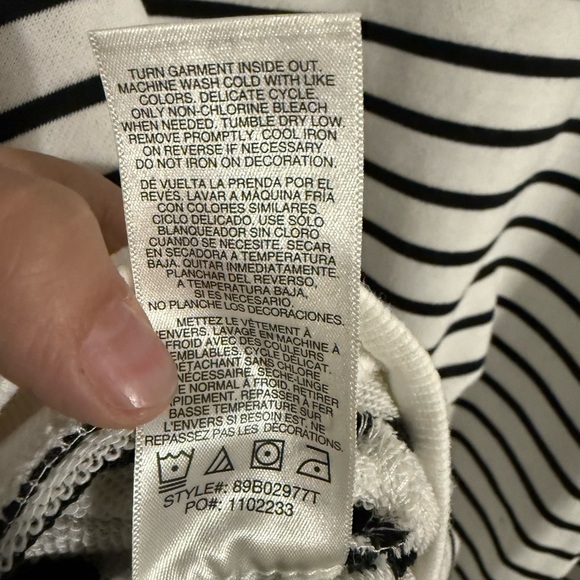 TURN GARMENT INSIDE OUT.
MACHINE WASH COLD WITH LIKE
COLORS. DELICATE CYCLE.
ONLY NON-CHLORINE BLEACH
WHEN NEEDED. TUMBLE DRY LOW.
REMOVE PROMPTLY. COOL IRON
ON REVERSE IF NECESSARY.
DO NOT IRON ON DECORATION.
DÉ VUELTA LA PRENDA POR EL
REVÉS. LAVAR A MÁQUINA FRÍA
CON COLORES SIMILARES.
CICLO DELICADO. USE SÓLO
BLANQUEADOR SIN CLORO
CUANDO SE NECESITE. SECAR
EN SECADORA A TEMPERATURA
BAJA. QUITAR INMEDIATAMENTE.
PLANCHAR DEL REVERSO,
A TEMPERATURA BAJA,
SI ES NECESARIO.
NO PLANCHE LOS DECORACIONES.
METTEZ LE VÊTEMENT À
ENVERS. LAVAGE EN MACHINE À
FROID AVEC DES COULEURS
EMBLABLES. CYCLE DÉLICAT.
DÉTACHANT SANS CHLORE
NÉCESSAIRE. SÈCHE-LINGE
NORMAL À FROID. RETIRER
PIDEMENT. REPASSER À FER
BASSE TEMPÉRATURE SUR
L'ENVERS SI BESOIN EST. NE
REPASSEZ PAS LES DÉCORATIONS.
STYLE#: 89B02977T
PO#: 1102233